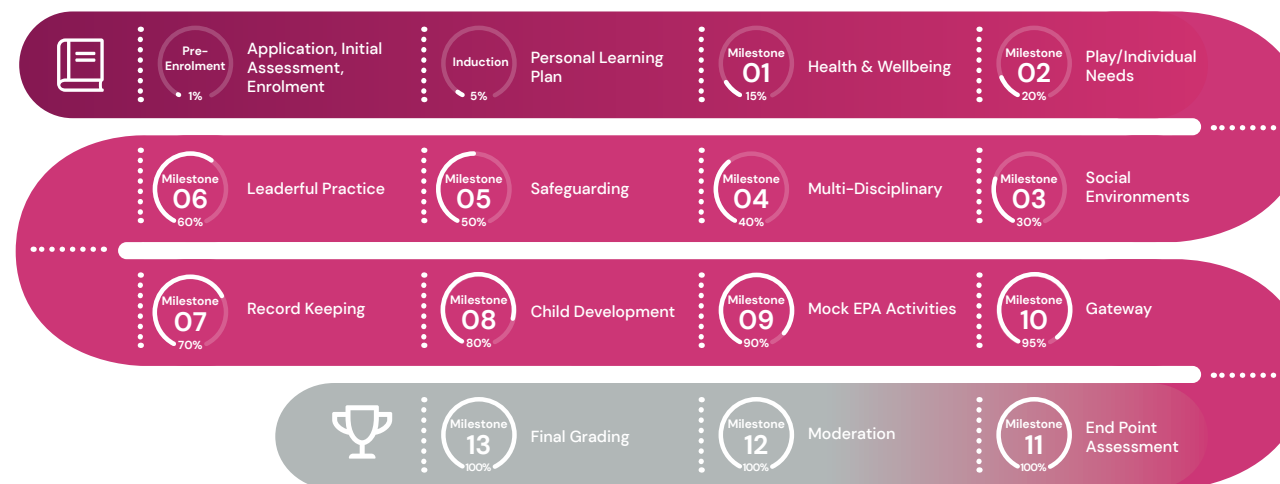 Pre-
Enrolment
1%
Application, Initial
Assessment,
Enrolment
Induction
5%
Personal Learning
Plan
Milestone
01
15%
Health & Wellbeing
Milestone
02
20%
Play/Individual
Needs
Milestone
03
30%
Social
Environments
Milestone
04
40%
Multi-Disciplinary
Milestone
05
50%
Safeguarding
Milestone
06
60%
Leaderful Practice
Milestone
07
70%
Record Keeping
Milestone
08
80%
Child Development
Milestone
09
90%
Mock EPA Activities
Milestone
10
95%
Gateway
Milestone
11
100%
End Point
Assessment
Milestone
12
100%
Moderation
Milestone
13
100%
Final Grading